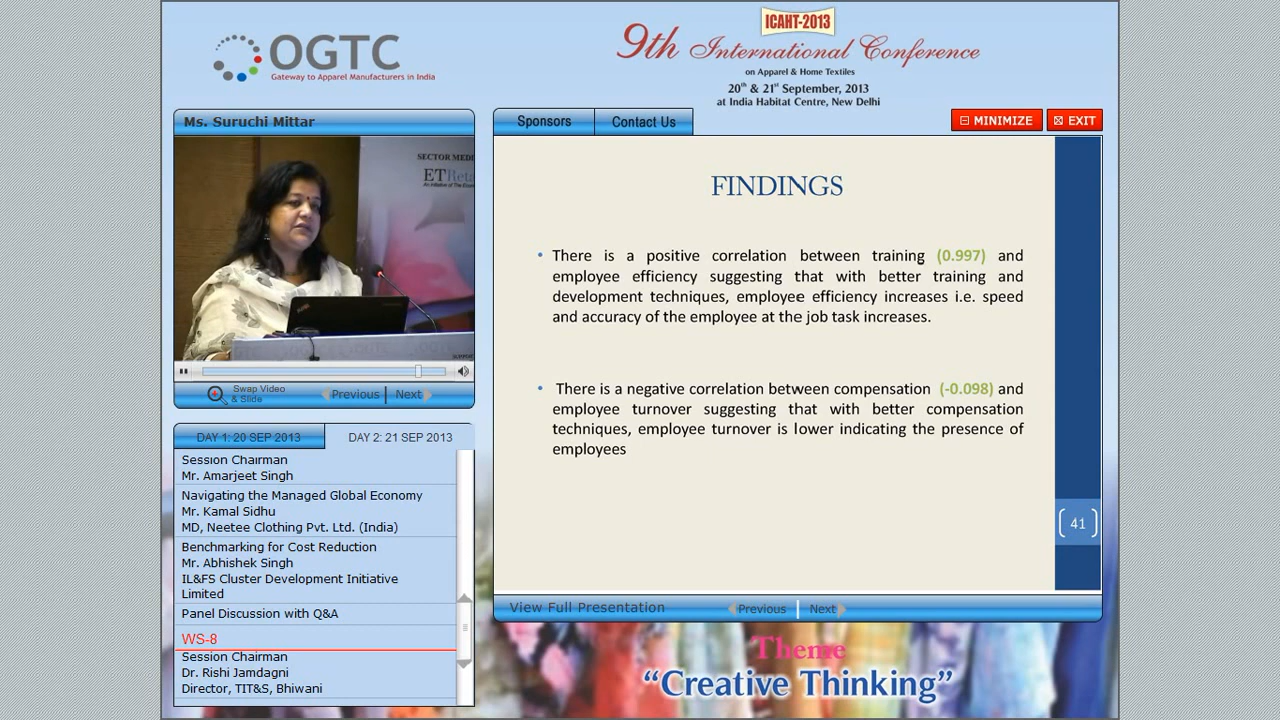 OGTC
Gateway to Apparel Manufacturers in India
ICAHT-2013
9th International Conference
on Apparel & Home Textiles
20th & 21st September, 2013
at India Habitat Centre, New Delhi
Ms. Suruchi Mittar
SECTOR MEDI
ETReta
Sponsors
Contact Us
MINIMIZE
EXIT
FINDINGS
• There is a positive correlation between training (0.997) and
employee efficiency suggesting that with better training and
development techniques, employee efficiency increases i.e. speed
and accuracy of the employee at the job task increases.
• There is a negative correlation between compensation (-0.098) and
employee turnover suggesting that with better compensation
techniques, employee turnover is lower indicating the presence of
employees
41
Swap Video
& Slide
Previous
Next
DAY 1: 20 SEP 2013
DAY 2: 21 SEP 2013
Session Chairman
Mr. Amarjeet Singh
Navigating the Managed Global Economy
Mr. Kamal Sidhu
MD, Neetee Clothing Pvt. Ltd. (India)
Benchmarking for Cost Reduction
Mr. Abhishek Singh
IL&FS Cluster Development Initiative
Limited
Panel Discussion with Q&A
WS-8
Session Chairman
Dr. Rishi Jamdagni
Director, TIT&S, Bhiwani
View Full Presentation
Previous
Next
Theme
“Creative Thinking”